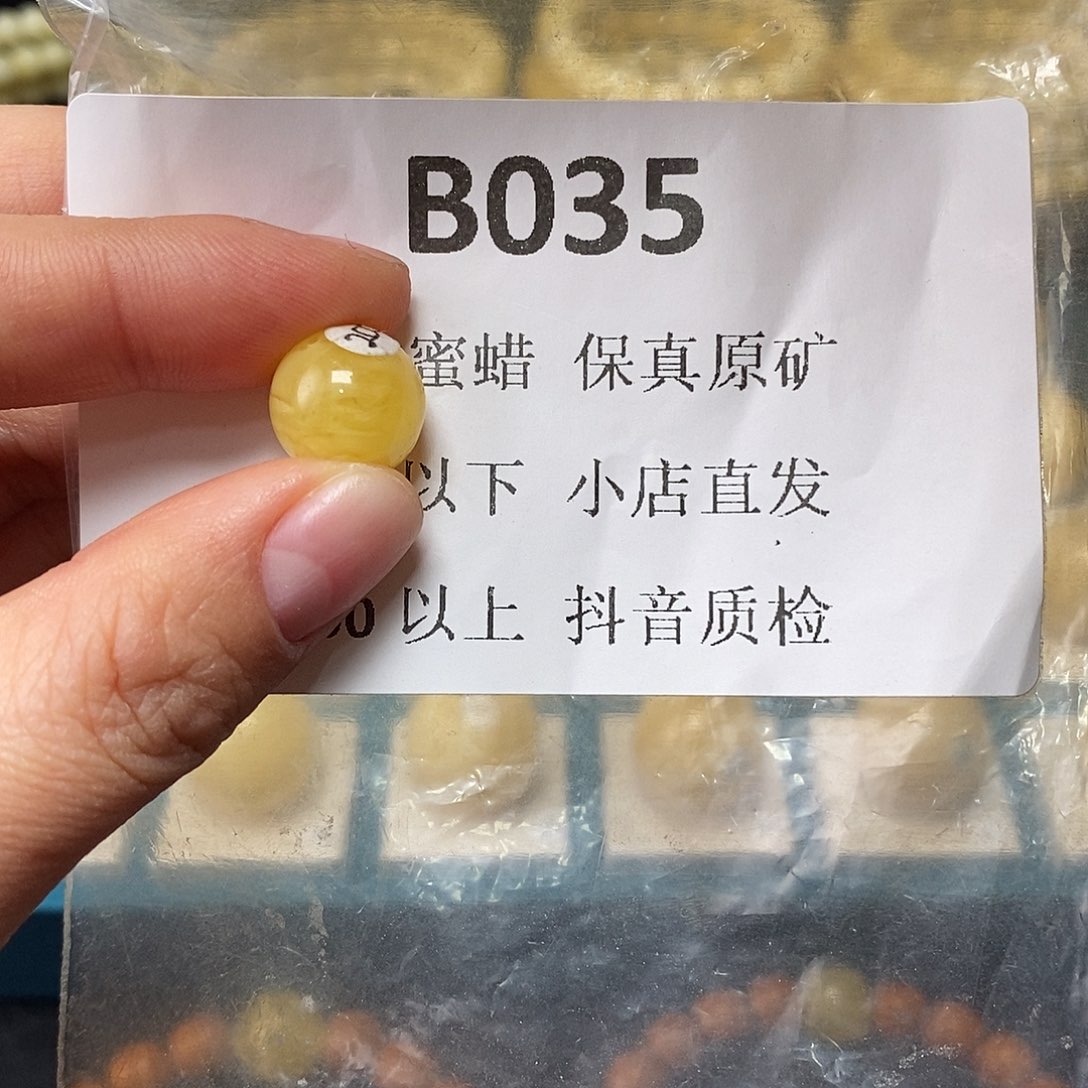 B035
蜜蜡 保真原矿
以下 小店直发
0 以上 抖音质检